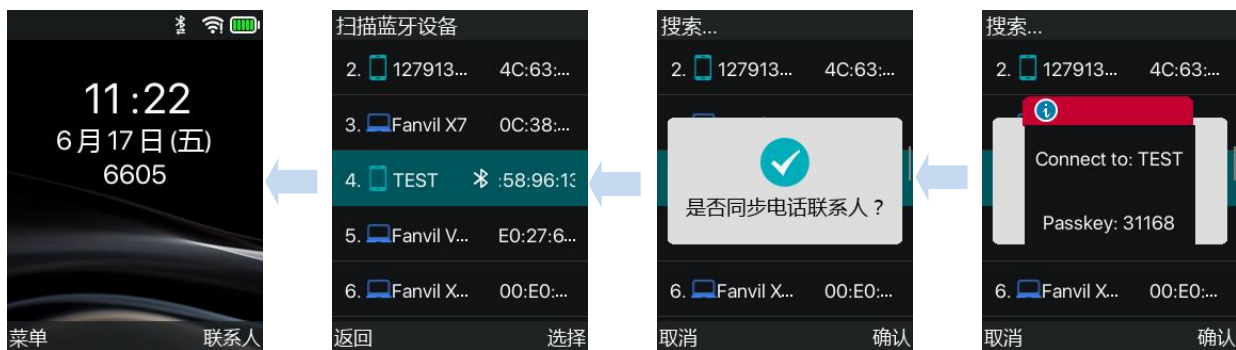 11:22
6月17日(五)
6605
菜单 联系人
扫描蓝牙设备
2. 127913... 4C:63:...
3. Fanvil X7 0C:38:...
4. TEST :58:96:13
5. Fanvil V... E0:27:6...
6. Fanvil X... 00:E0:...
返回 选择
搜索...
2. 127913... 4C:63:...
是否同步电话联系人？
6. Fanvil X... 00:E0:...
取消 确认
搜索...
2. 127913... 4C:63:...
Connect to: TEST
Passkey: 31168
6. Fanvil X... 00:E0:...
取消 确认